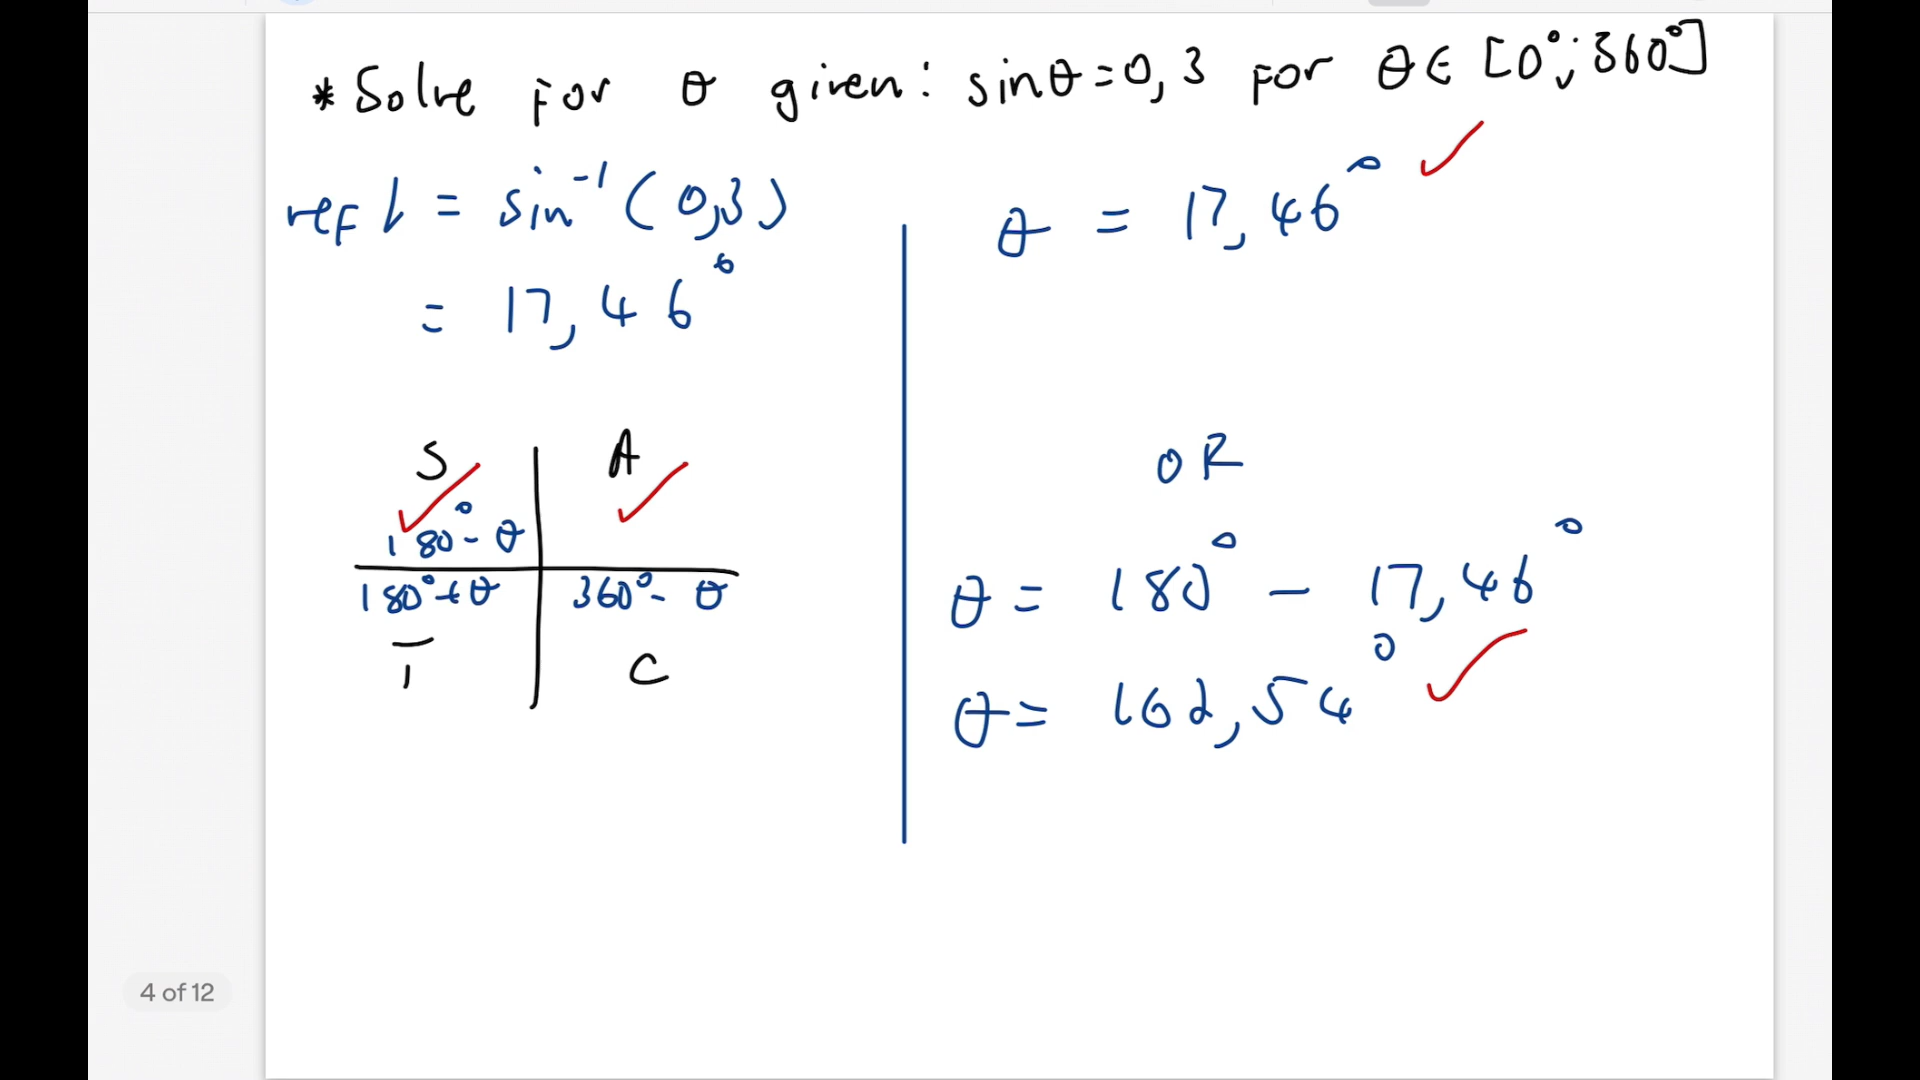 *Solve for θ given: sinθ=0,3 for θ∈ [0°;360°]
ref ∠ = sin⁻¹(0,3)
= 17,46°
S A
180°- θ
180°+θ 360°- θ
T C
θ = 17,46°
OR
θ = 180° - 17,46°
θ = 162,54°
4 of 12